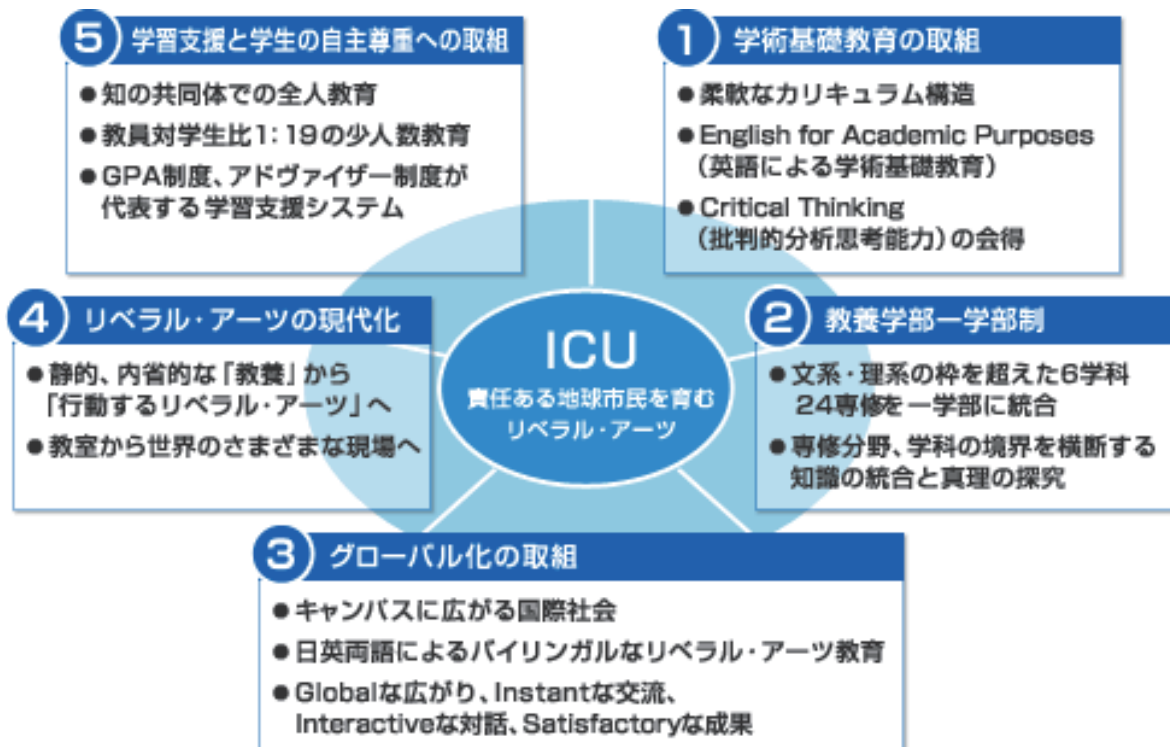 ICU
責任ある地球市民を育む
リベラル・アーツ
1 学術基礎教育の取組
●柔軟なカリキュラム構造
●English for Academic Purposes
(英語による学術基礎教育)
●Critical Thinking
(批判的分析思考能力)の会得
2 教養学部一学部制
●文系・理系の枠を超えた6学科
24専修を一学部に統合
●専修分野、学科の境界を横断する
知識の統合と真理の探究
3 グローバル化の取組
●キャンパスに広がる国際社会
●日英両語によるバイリンガルなリベラル・アーツ教育
●Globalな広がり、Instantな交流、
Interactiveな対話、Satisfactoryな成果
4 リベラル・アーツの現代化
●静的、内省的な「教養」から
「行動するリベラル・アーツ」へ
●教室から世界のさまざまな現場へ
5 学習支援と学生の自主尊重への取組
●知の共同体での全人教育
●教員対学生比1:19の少人数教育
●GPA制度、アドヴァイザー制度が
代表する学習支援システム